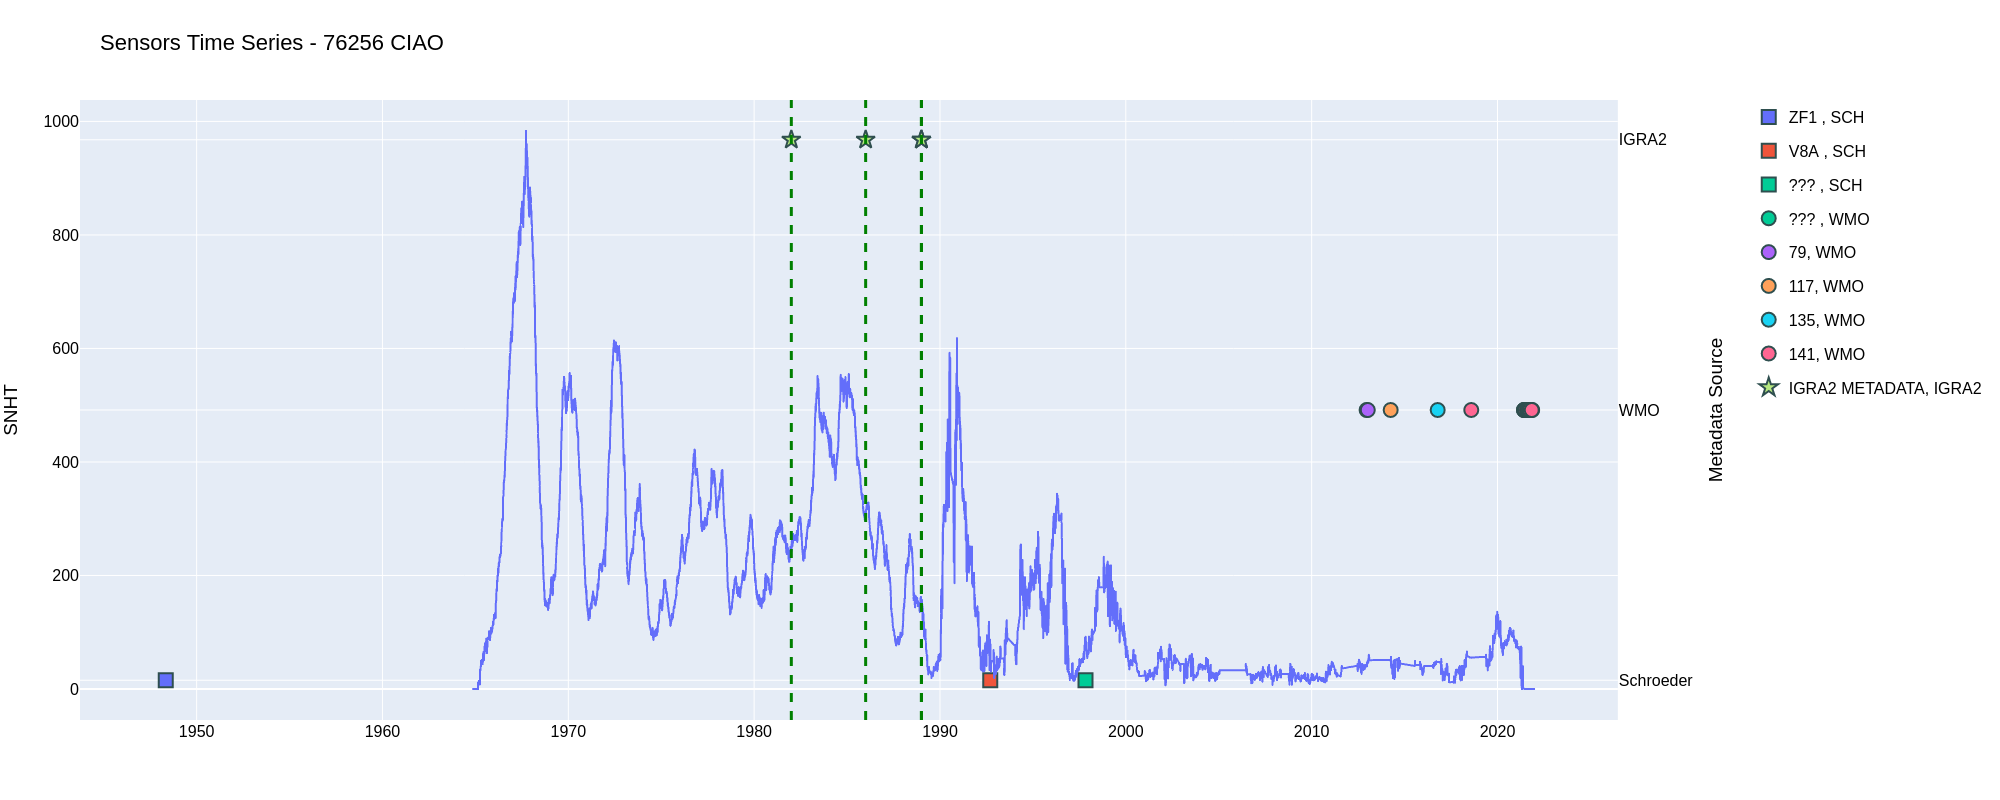 Sensors Time Series - 76256 CIAO
SNHT
1000
800
600
400
200
0
1950
1960
1970
1980
1990
2000
2010
2020
IGRA2
WMO
Schroeder
Metadata Source
ZF1 , SCH
V8A , SCH
??? , SCH
??? , WMO
79, WMO
117, WMO
135, WMO
141, WMO
IGRA2 METADATA, IGRA2